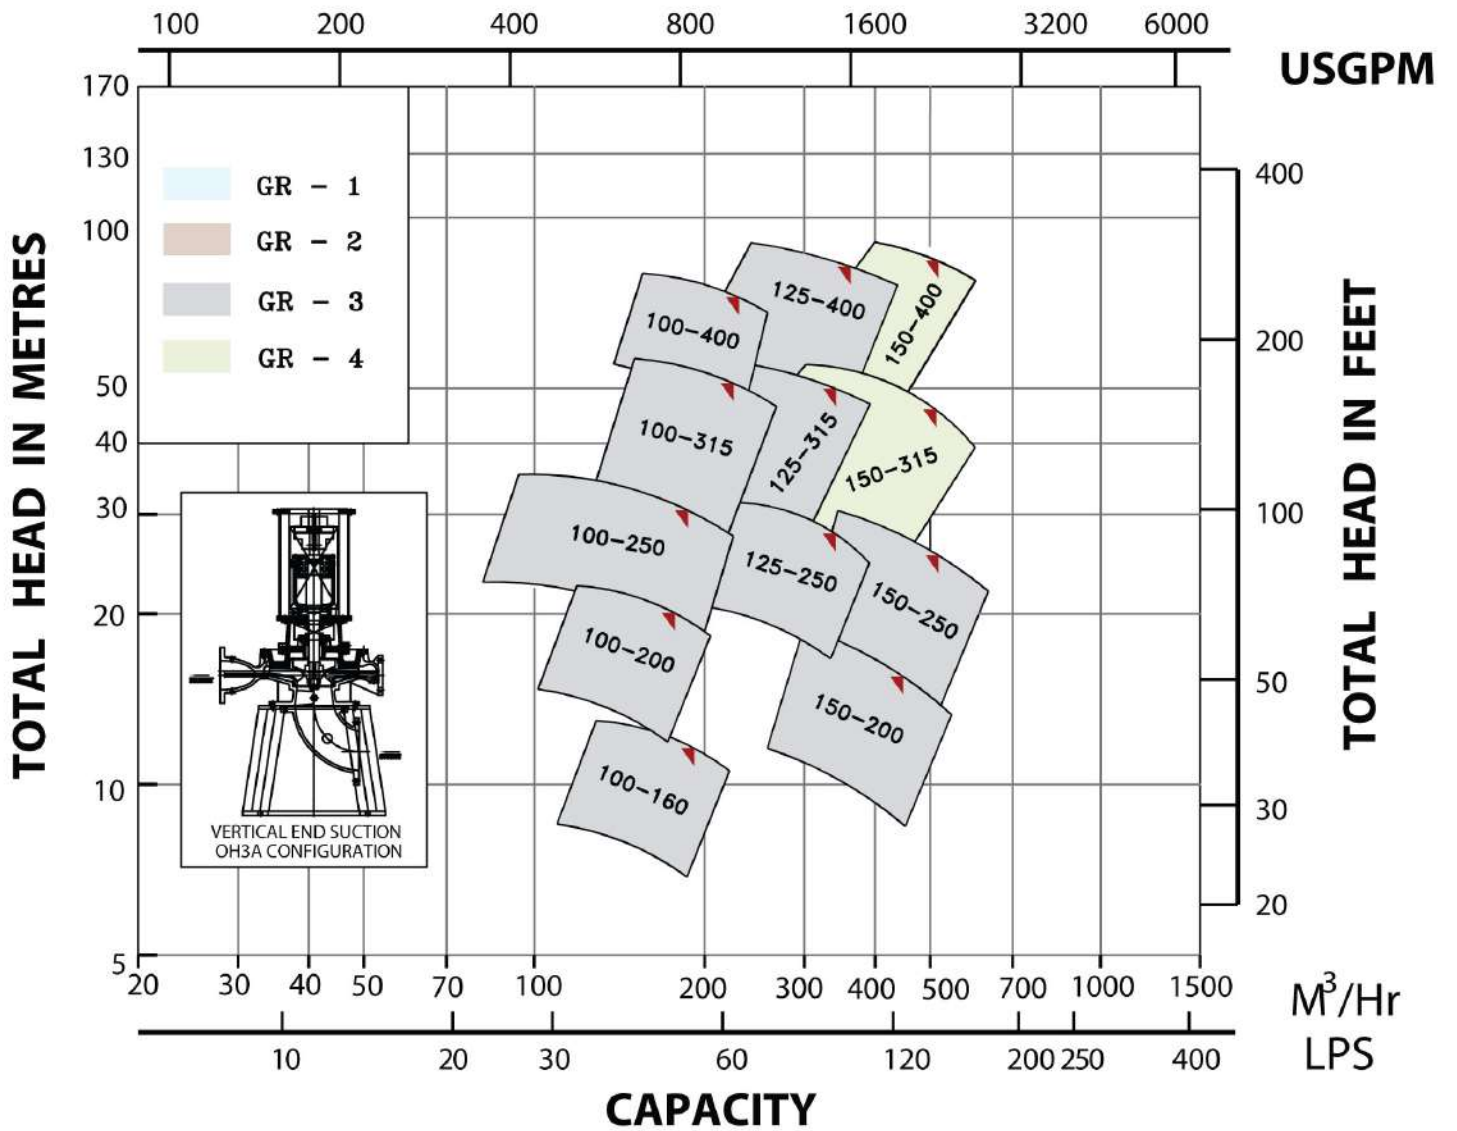 100 200 400 800 1600 3200 6000
USGPM
170
130
100
50
40
30
20
10
5
TOTAL HEAD IN METRES
GR - 1
GR - 2
GR - 3
GR - 4
400
200
100
50
30
20
TOTAL HEAD IN FEET
125-400
150-400
100-400
100-315
125-315
150-315
100-250
125-250
150-250
100-200
150-200
100-160
VERTICAL END SUCTION
OH3A CONFIGURATION
20 30 40 50 70 100 200 300 400 500 700 1000 1500
M³/Hr
10 20 30 60 120 200 250 400
LPS
CAPACITY